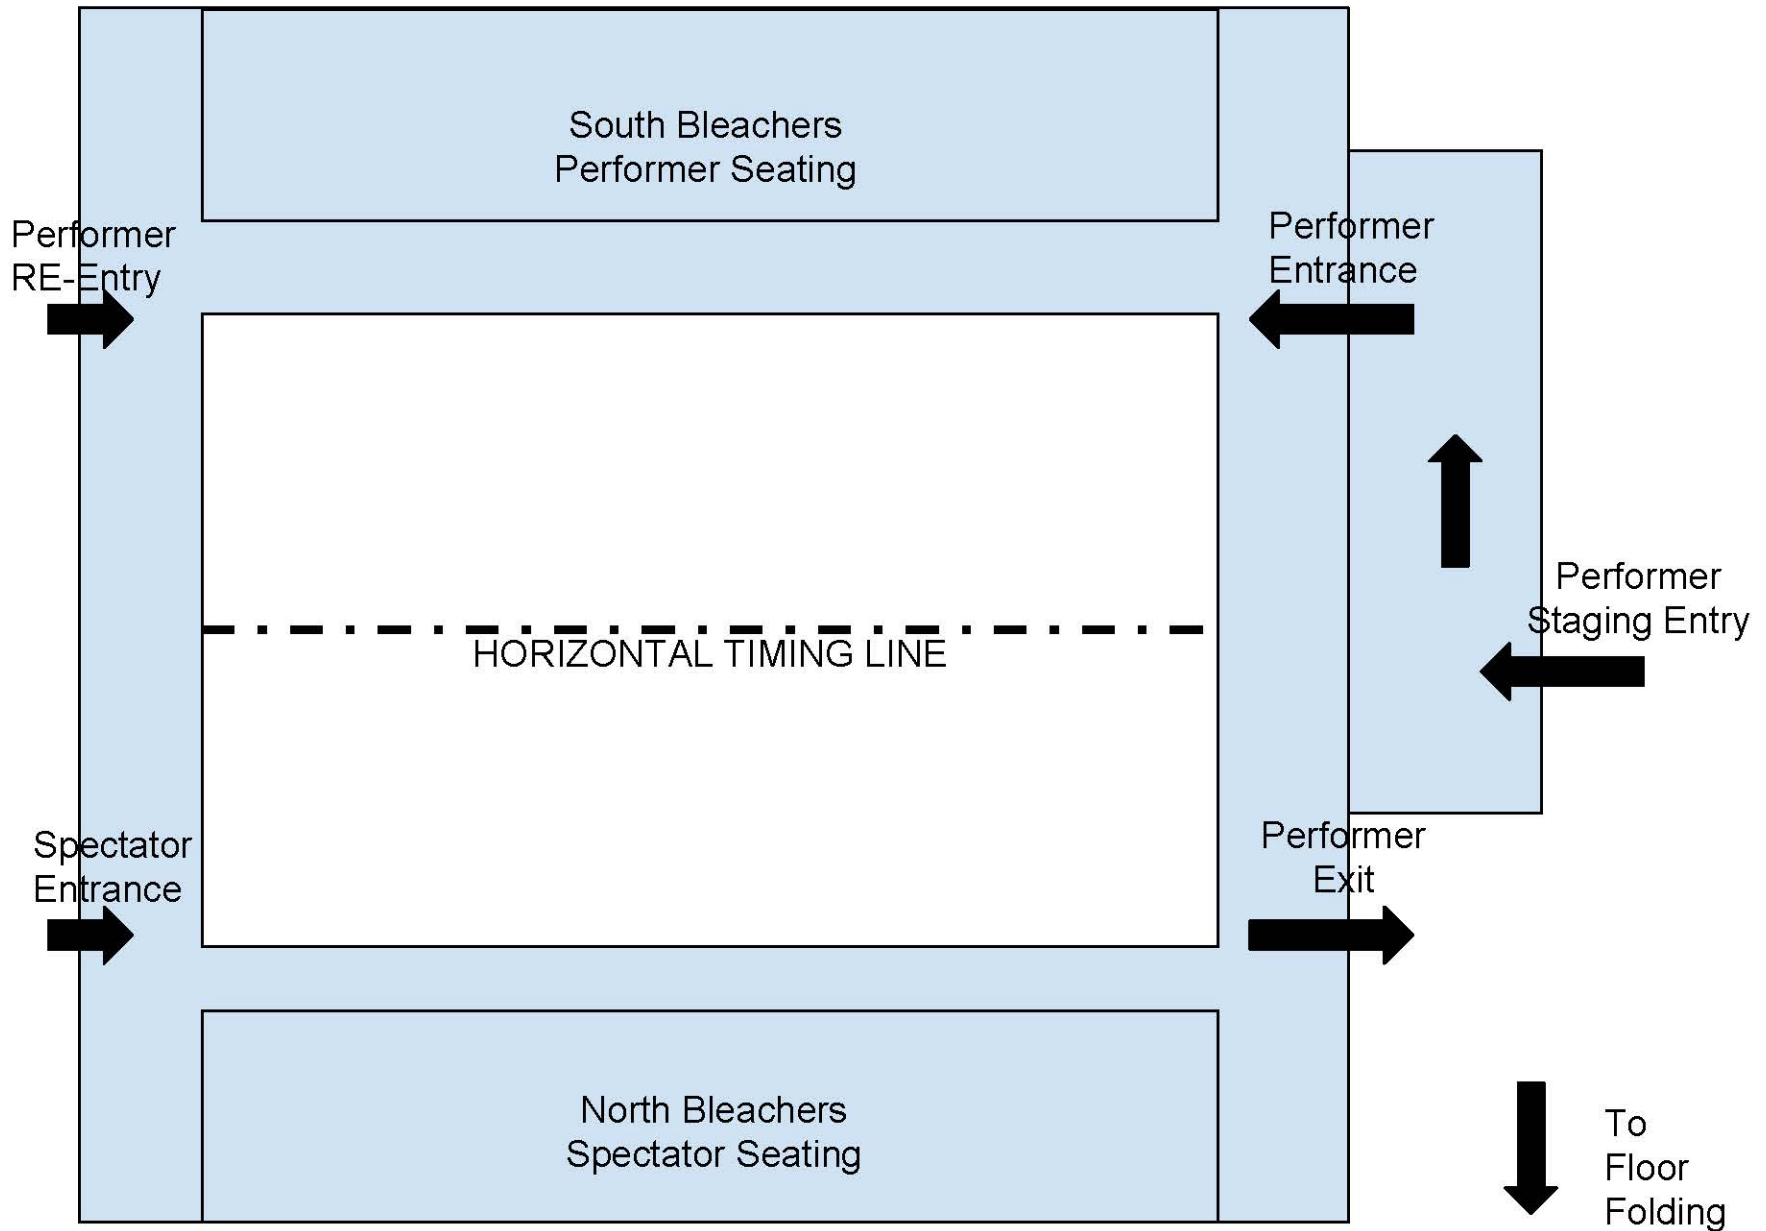 South Bleachers
Performer Seating
Performer
RE-Entry
Performer
Entrance
Performer
Staging Entry
HORIZONTAL TIMING LINE
Spectator
Entrance
Performer
Exit
North Bleachers
Spectator Seating
To
Floor
Folding